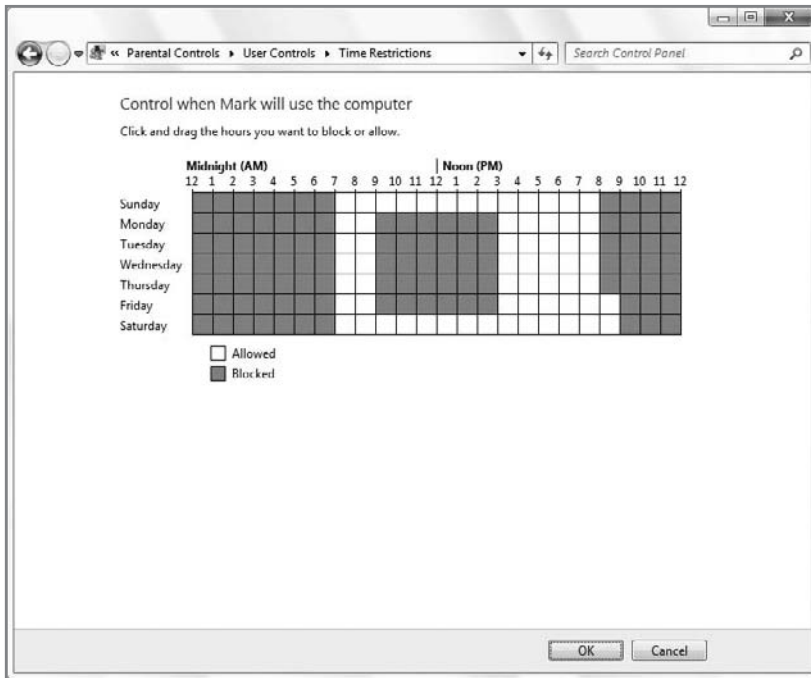 « Parental Controls ▸ User Controls ▸ Time Restrictions
Search Control Panel
Control when Mark will use the computer
Click and drag the hours you want to block or allow.
Midnight (AM) Noon (PM)
12 1 2 3 4 5 6 7 8 9 10 11 12 1 2 3 4 5 6 7 8 9 10 11 12
Sunday
Monday
Tuesday
Wednesday
Thursday
Friday
Saturday
Allowed
Blocked
OK Cancel